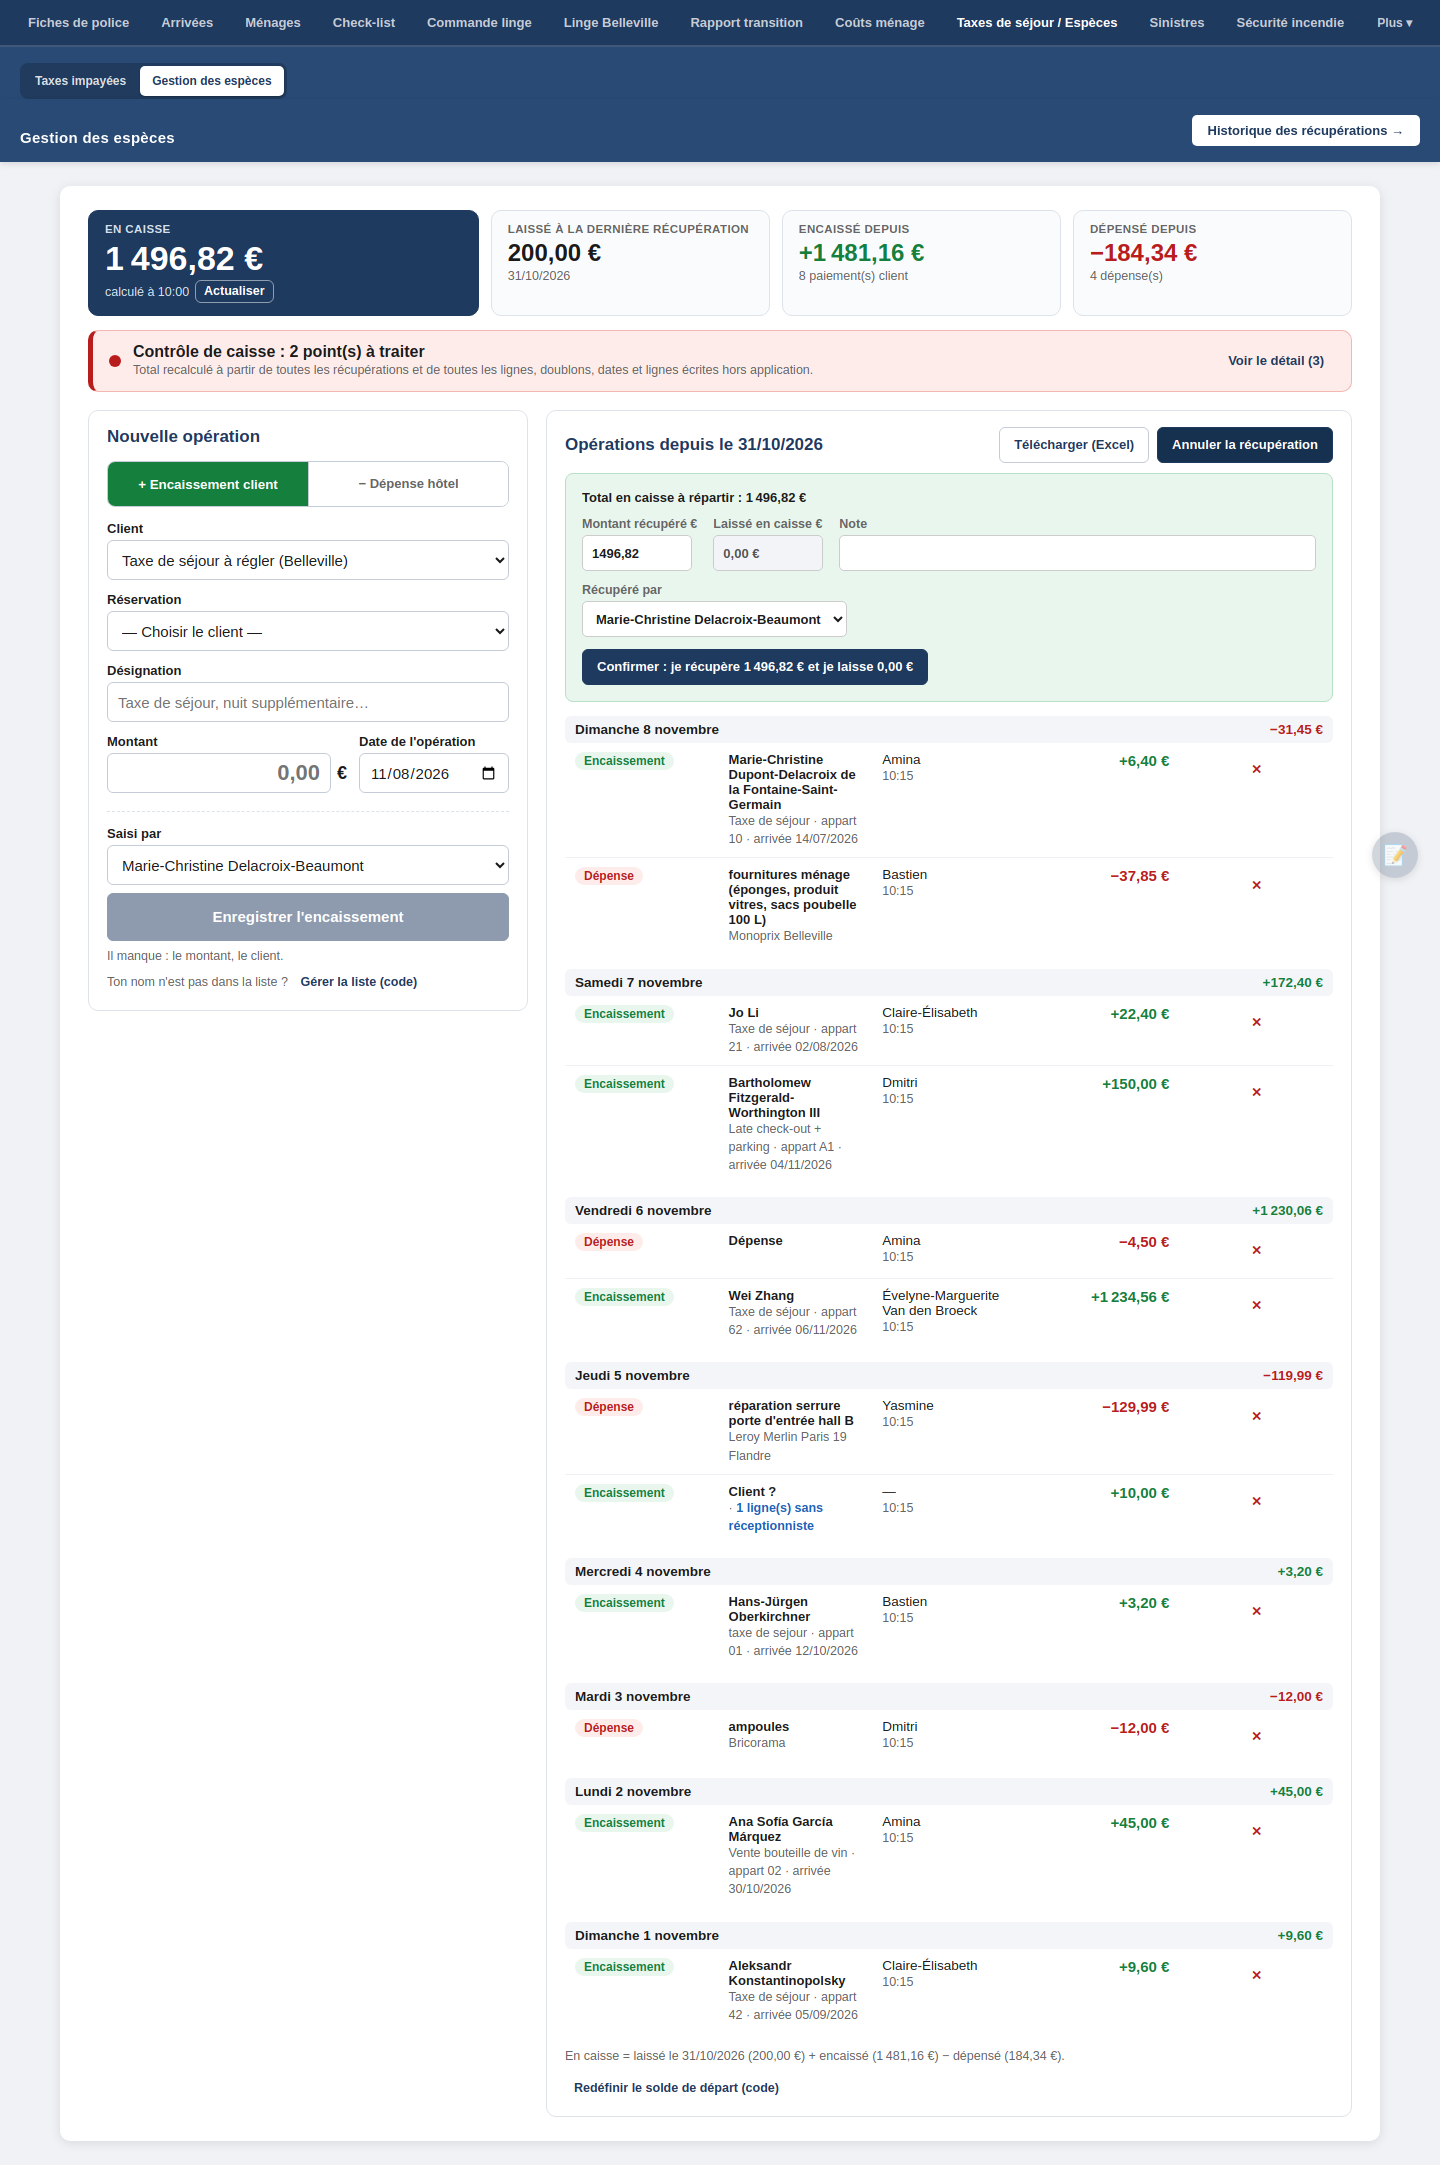 Fiches de police Arrivées Ménages Check-list Commande linge Linge Belleville Rapport transition Coûts ménage Taxes de séjour / Espèces Sinistres Sécurité incendie Plus ▾
Taxes impayées Gestion des espèces
Gestion des espèces
Historique des récupérations →
EN CAISSE
1 496,82 €
calculé à 10:00 Actualiser
LAISSÉ À LA DERNIÈRE RÉCUPÉRATION
200,00 €
31/10/2026
ENCAISSÉ DEPUIS
+1 481,16 €
8 paiement(s) client
DÉPENSÉ DEPUIS
−184,34 €
4 dépense(s)
Contrôle de caisse : 2 point(s) à traiter
Total recalculé à partir de toutes les récupérations et de toutes les lignes, doublons, dates et lignes écrites hors application.
Voir le détail (3)
Nouvelle opération
+ Encaissement client − Dépense hôtel
Client
Taxe de séjour à régler (Belleville)
Réservation
— Choisir le client —
Désignation
Taxe de séjour, nuit supplémentaire…
Montant Date de l'opération
0,00 € 11/08/2026
Saisi par
Marie-Christine Delacroix-Beaumont
Enregistrer l'encaissement
Il manque : le montant, le client.
Ton nom n'est pas dans la liste ? Gérer la liste (code)
Opérations depuis le 31/10/2026
Télécharger (Excel) Annuler la récupération
Total en caisse à répartir : 1 496,82 €
Montant récupéré € Laissé en caisse € Note
1496,82 0,00 €
Récupéré par
Marie-Christine Delacroix-Beaumont
Confirmer : je récupère 1 496,82 € et je laisse 0,00 €
Dimanche 8 novembre −31,45 €
Encaissement
Marie-Christine
Dupont-Delacroix de
la Fontaine-Saint-
Germain
Taxe de séjour · appart
10 · arrivée 14/07/2026
Amina
10:15
+6,40 €
×
Dépense
fournitures ménage
(éponges, produit
vitres, sacs poubelle
100 L)
Monoprix Belleville
Bastien
10:15
−37,85 €
×
Samedi 7 novembre +172,40 €
Encaissement
Jo Li
Taxe de séjour · appart
21 · arrivée 02/08/2026
Claire-Élisabeth
10:15
+22,40 €
×
Encaissement
Bartholomew
Fitzgerald-
Worthington III
Late check-out +
parking · appart A1 ·
arrivée 04/11/2026
Dmitri
10:15
+150,00 €
×
Vendredi 6 novembre +1 230,06 €
Dépense
Dépense
Amina
10:15
−4,50 €
×
Encaissement
Wei Zhang
Taxe de séjour · appart
62 · arrivée 06/11/2026
Évelyne-Marguerite
Van den Broeck
10:15
+1 234,56 €
×
Jeudi 5 novembre −119,99 €
Dépense
réparation serrure
porte d'entrée hall B
Leroy Merlin Paris 19
Flandre
Yasmine
10:15
−129,99 €
×
Encaissement
Client ?
· 1 ligne(s) sans
réceptionniste
—
10:15
+10,00 €
×
Mercredi 4 novembre +3,20 €
Encaissement
Hans-Jürgen
Oberkirchner
taxe de sejour · appart
01 · arrivée 12/10/2026
Bastien
10:15
+3,20 €
×
Mardi 3 novembre −12,00 €
Dépense
ampoules
Bricorama
Dmitri
10:15
−12,00 €
×
Lundi 2 novembre +45,00 €
Encaissement
Ana Sofía García
Márquez
Vente bouteille de vin ·
appart 02 · arrivée
30/10/2026
Amina
10:15
+45,00 €
×
Dimanche 1 novembre +9,60 €
Encaissement
Aleksandr
Konstantinopolsky
Taxe de séjour · appart
42 · arrivée 05/09/2026
Claire-Élisabeth
10:15
+9,60 €
×
En caisse = laissé le 31/10/2026 (200,00 €) + encaissé (1 481,16 €) − dépensé (184,34 €).
Redéfinir le solde de départ (code)